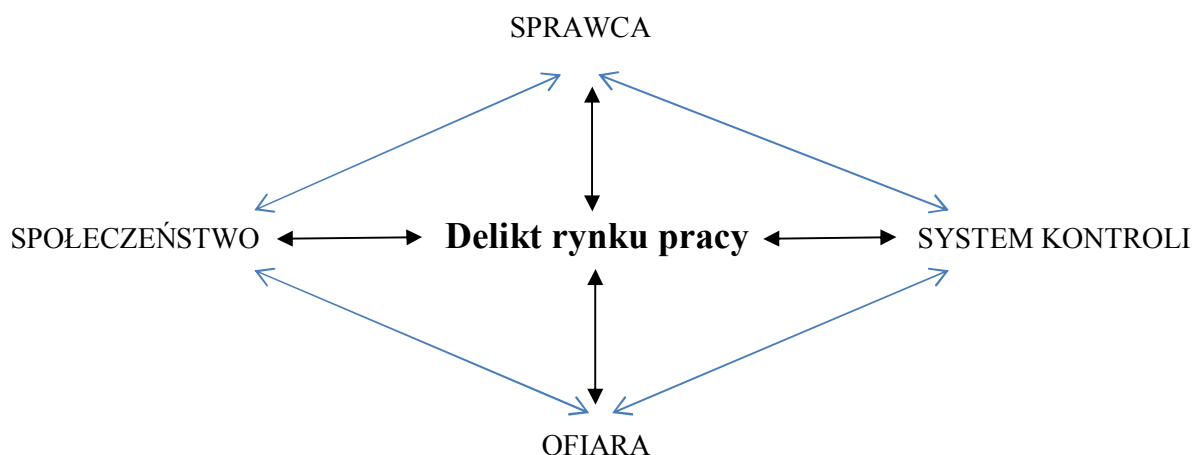 SPRAWCA
SPOŁECZEŃSTWO Delikt rynku pracy SYSTEM KONTROLI
OFIARA